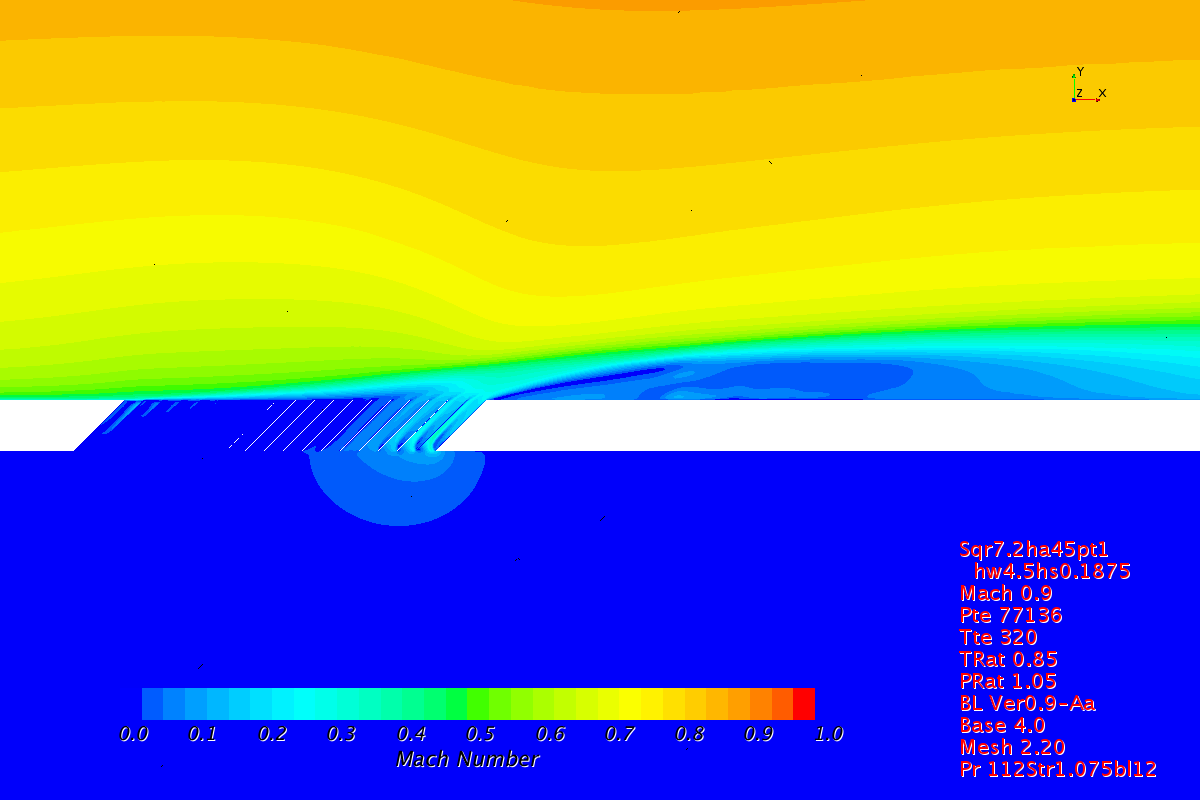 Y
Z X
Sqr7.2ha45pt1
hw4.5hs0.1875
Mach 0.9
Pte 77136
Tte 320
TRat 0.85
PRat 1.05
BL Ver0.9-Aa
Base 4.0
Mesh 2.20
Pr 112Str1.075bl12
0.0 0.1 0.2 0.3 0.4 0.5 0.6 0.7 0.8 0.9 1.0
Mach Number